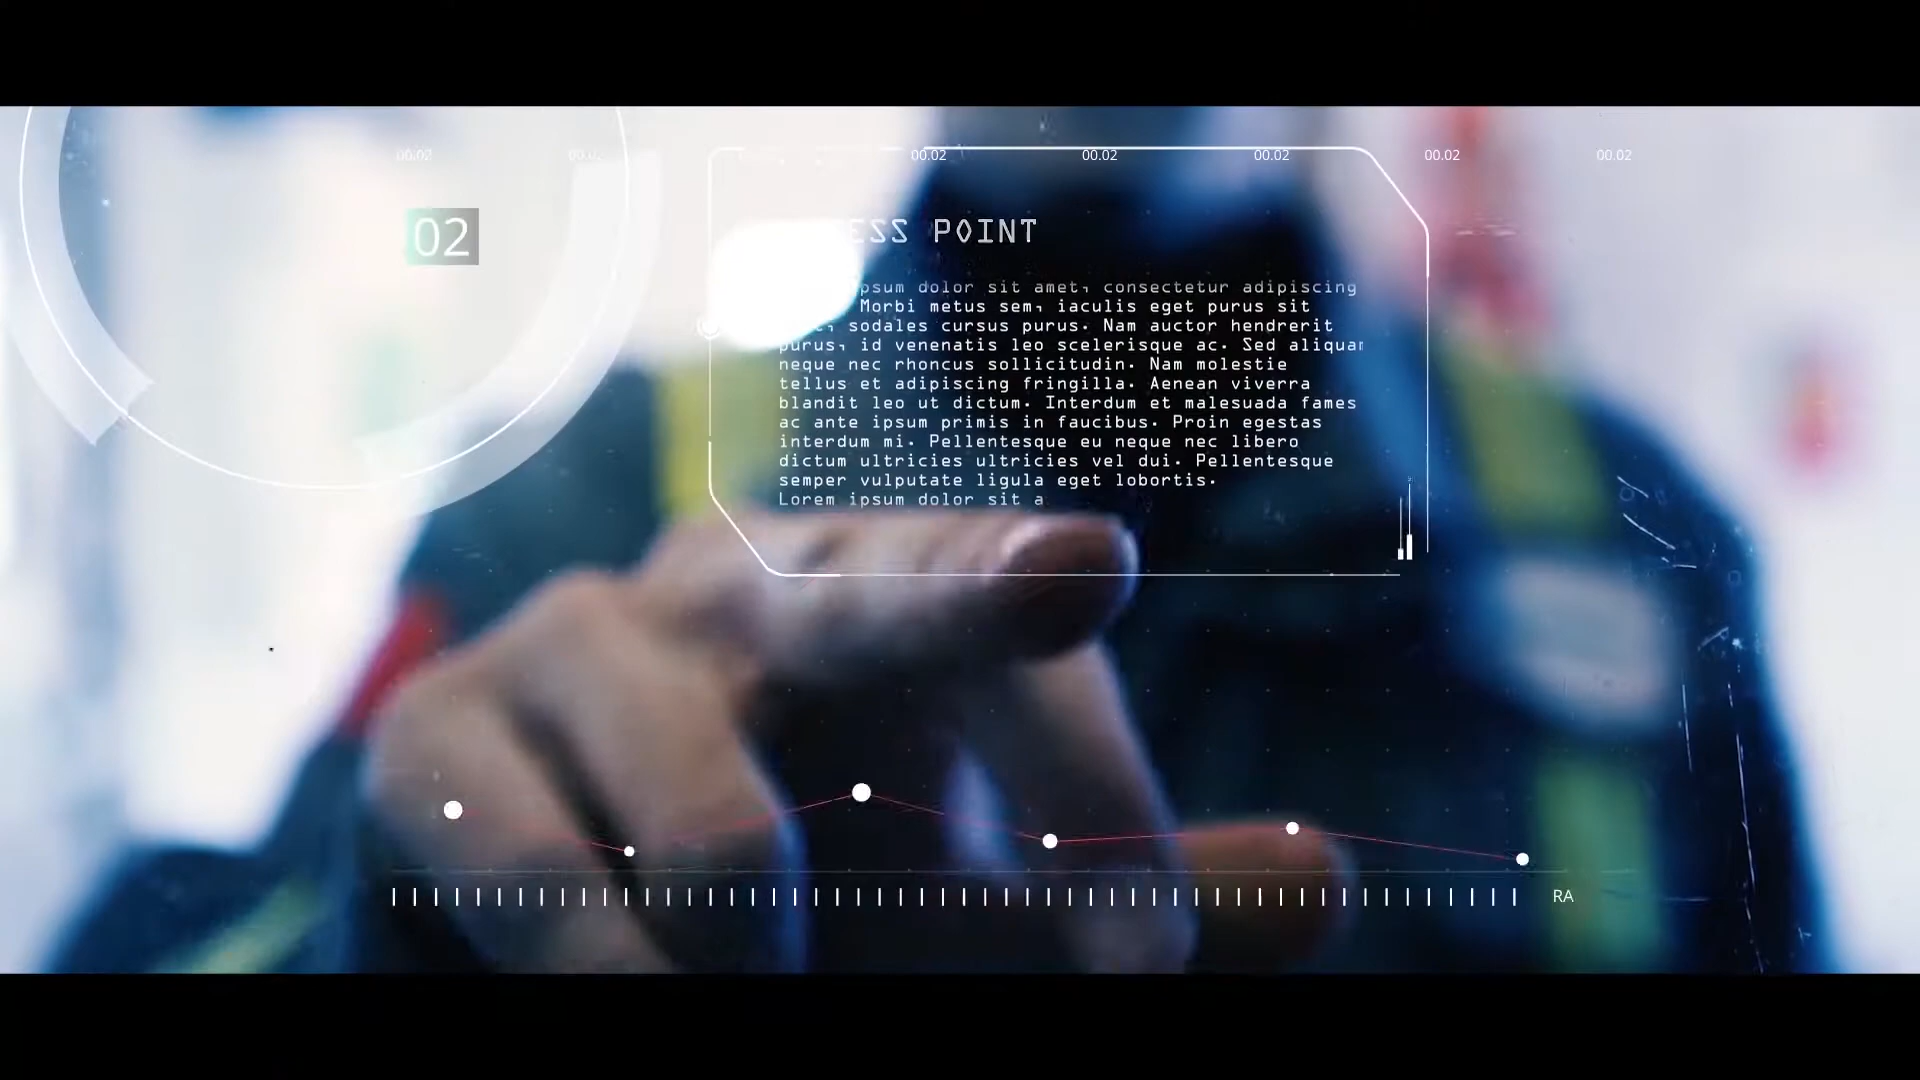 00.02 00.02 00.02 00.02 00.02 00.02 00.02
02
POINT
psum dolor sit amet, consectetur adipiscing
Morbi metus sem, iaculis eget purus sit
sodales cursus purus. Nam auctor hendrerit
purus, id venenatis leo scelerisque ac. Sed aliquam
neque nec rhoncus sollicitudin. Nam molestie
tellus et adipiscing fringilla. Aenean viverra
blandit leo ut dictum. Interdum et malesuada fames
ac ante ipsum primis in faucibus. Proin egestas
interdum mi. Pellentesque eu neque nec libero
dictum ultricies ultricies vel dui. Pellentesque
semper vulputate ligula eget lobortis.
Lorem ipsum dolor sit a
RA